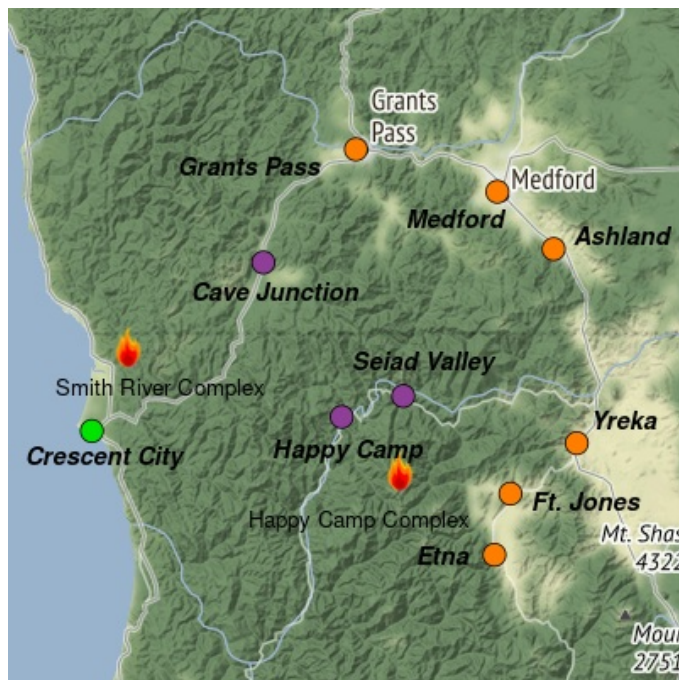 Grants
Pass
Grants Pass
Medford
Medford
Ashland
Cave Junction
Seiad Valley
Smith River Complex
Yreka
Happy Camp
Crescent City
Ft. Jones
Happy Camp Complex
Mt. Shas
4322
Etna
Moun
2751